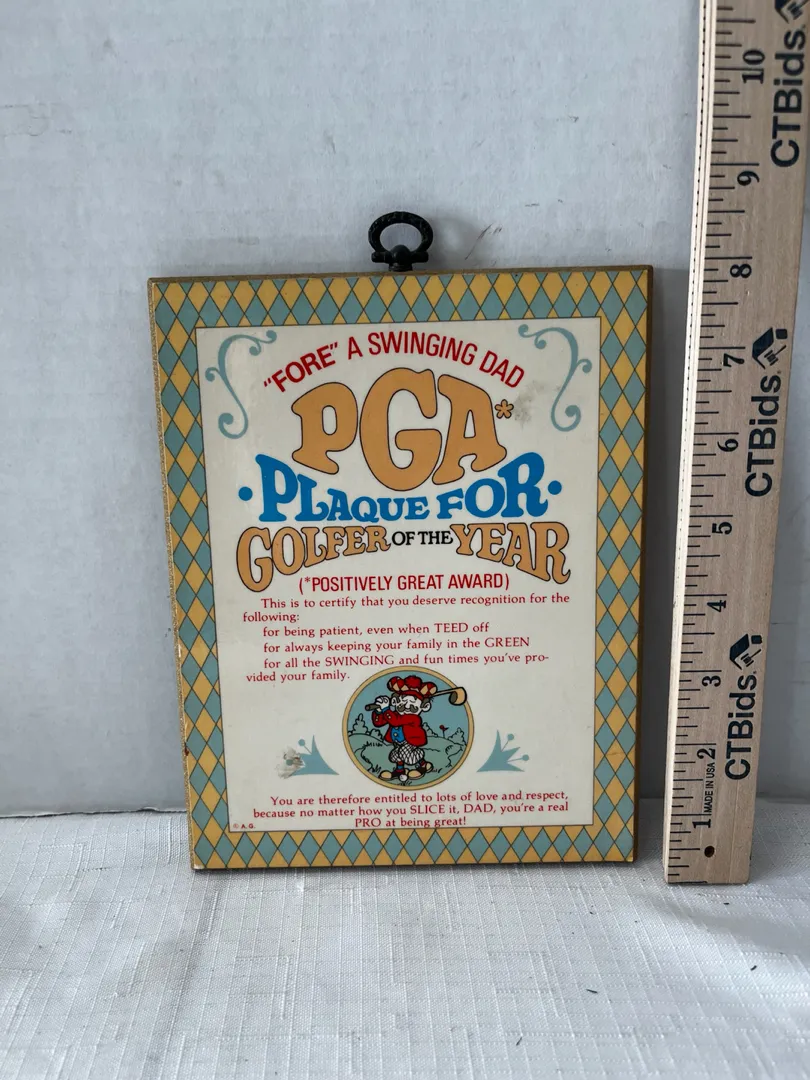 "FORE" A SWINGING DAD
PGA*
·PLAQUE FOR·
GOLFER OF THE YEAR
(*POSITIVELY GREAT AWARD)
This is to certify that you deserve recognition for the
following:
for being patient, even when TEED off
for always keeping your family in the GREEN
for all the SWINGING and fun times you've pro-
vided your family.
You are therefore entitled to lots of love and respect,
because no matter how you SLICE it, DAD, you're a real
PRO at being great!
© A.G.
10
9
8
7
6
5
4
3
2
1
MADE IN USA
CTBids.
CTBids.
CTBids.